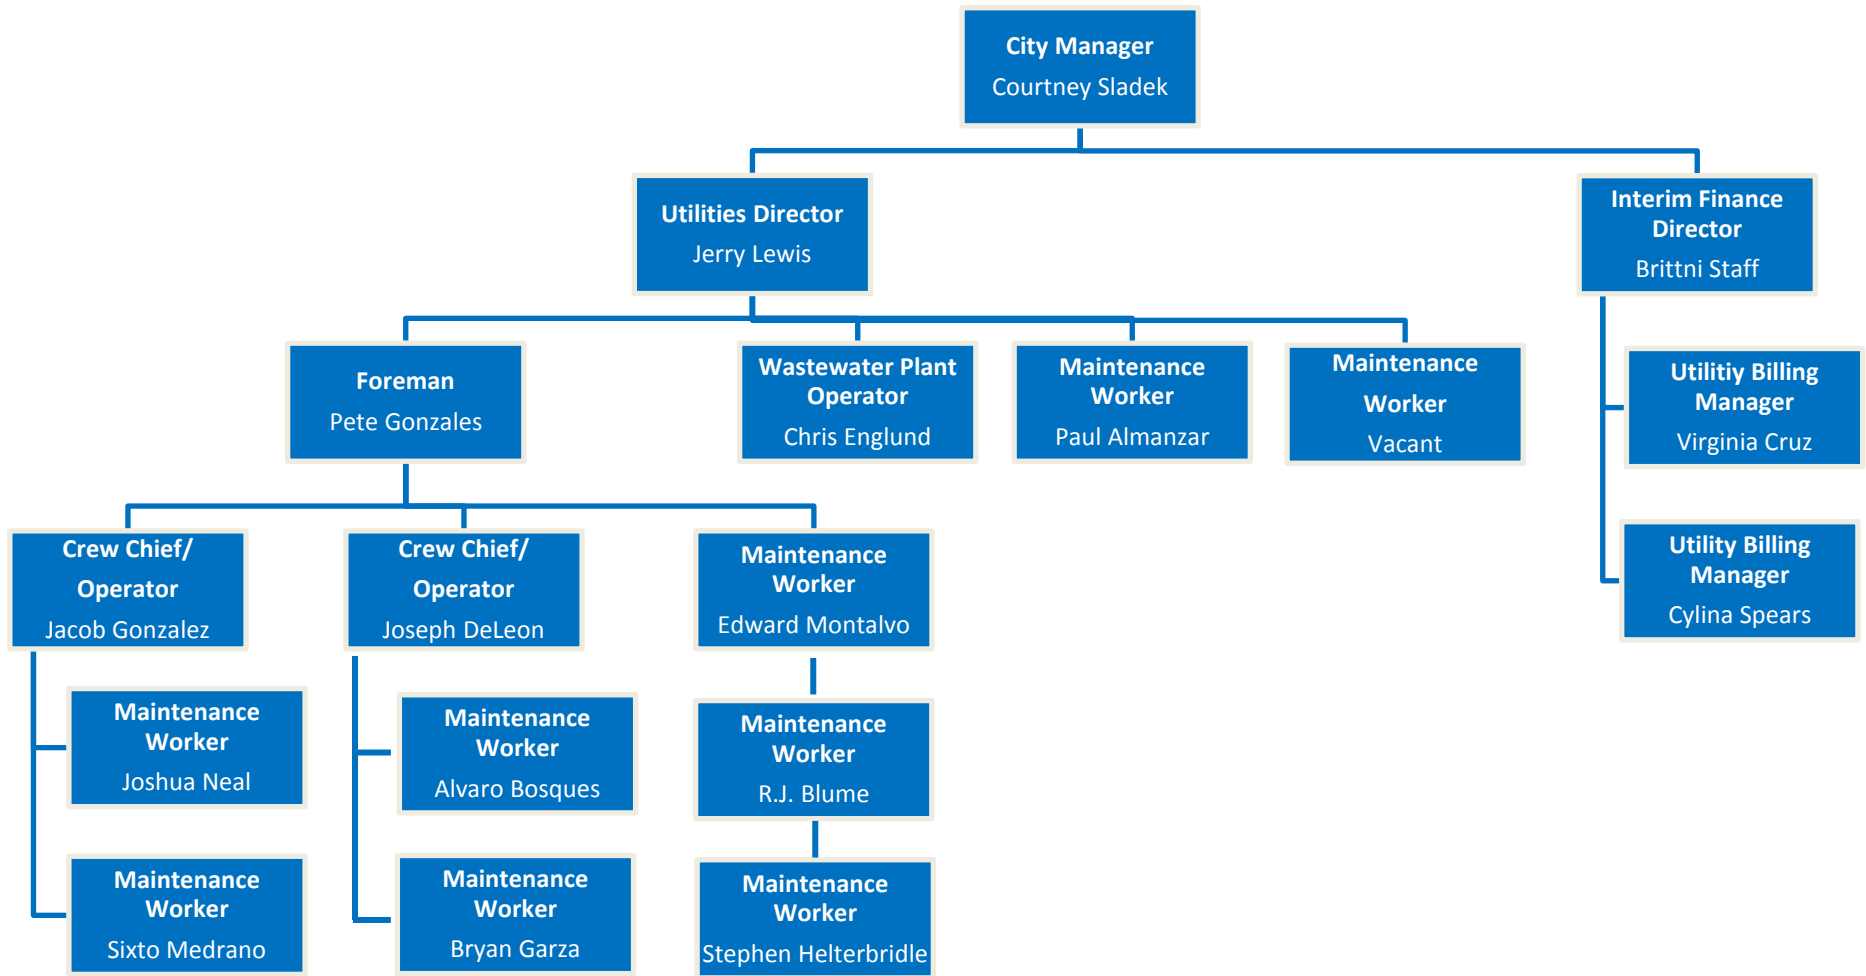 City Manager
Courtney Sladek
Utilities Director
Jerry Lewis
Interim Finance
Director
Brittni Staff
Foreman
Pete Gonzales
Wastewater Plant
Operator
Chris Englund
Maintenance
Worker
Paul Almanzar
Maintenance
Worker
Vacant
Utilitiy Billing
Manager
Virginia Cruz
Utility Billing
Manager
Cylina Spears
Crew Chief/
Operator
Jacob Gonzalez
Crew Chief/
Operator
Joseph DeLeon
Maintenance
Worker
Edward Montalvo
Maintenance
Worker
Joshua Neal
Maintenance
Worker
Alvaro Bosques
Maintenance
Worker
R.J. Blume
Maintenance
Worker
Sixto Medrano
Maintenance
Worker
Bryan Garza
Maintenance
Worker
Stephen Helterbridle